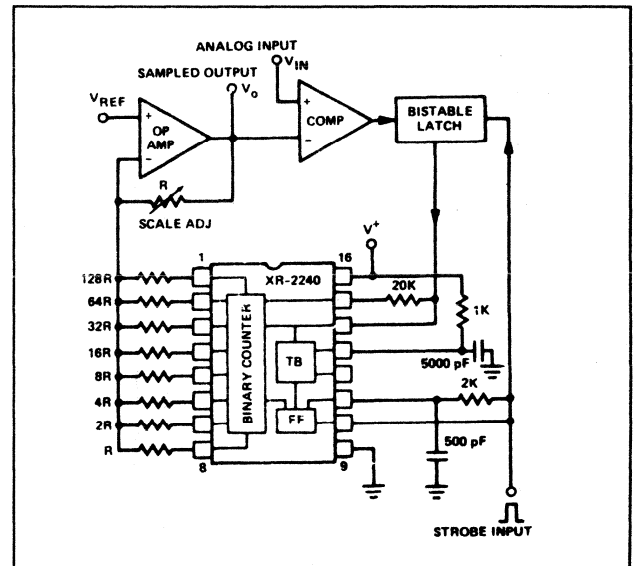 ANALOG INPUT
VIN
SAMPLED OUTPUT
Vo
VREF
+
OP
AMP
−
+
COMP
−
BISTABLE
LATCH
R
SCALE ADJ
V+
1
16
XR-2240
128R
64R
32R
16R
8R
4R
2R
R
BINARY COUNTER
TB
FF
20K
1K
5000 pF
2K
500 pF
8
9
STROBE INPUT